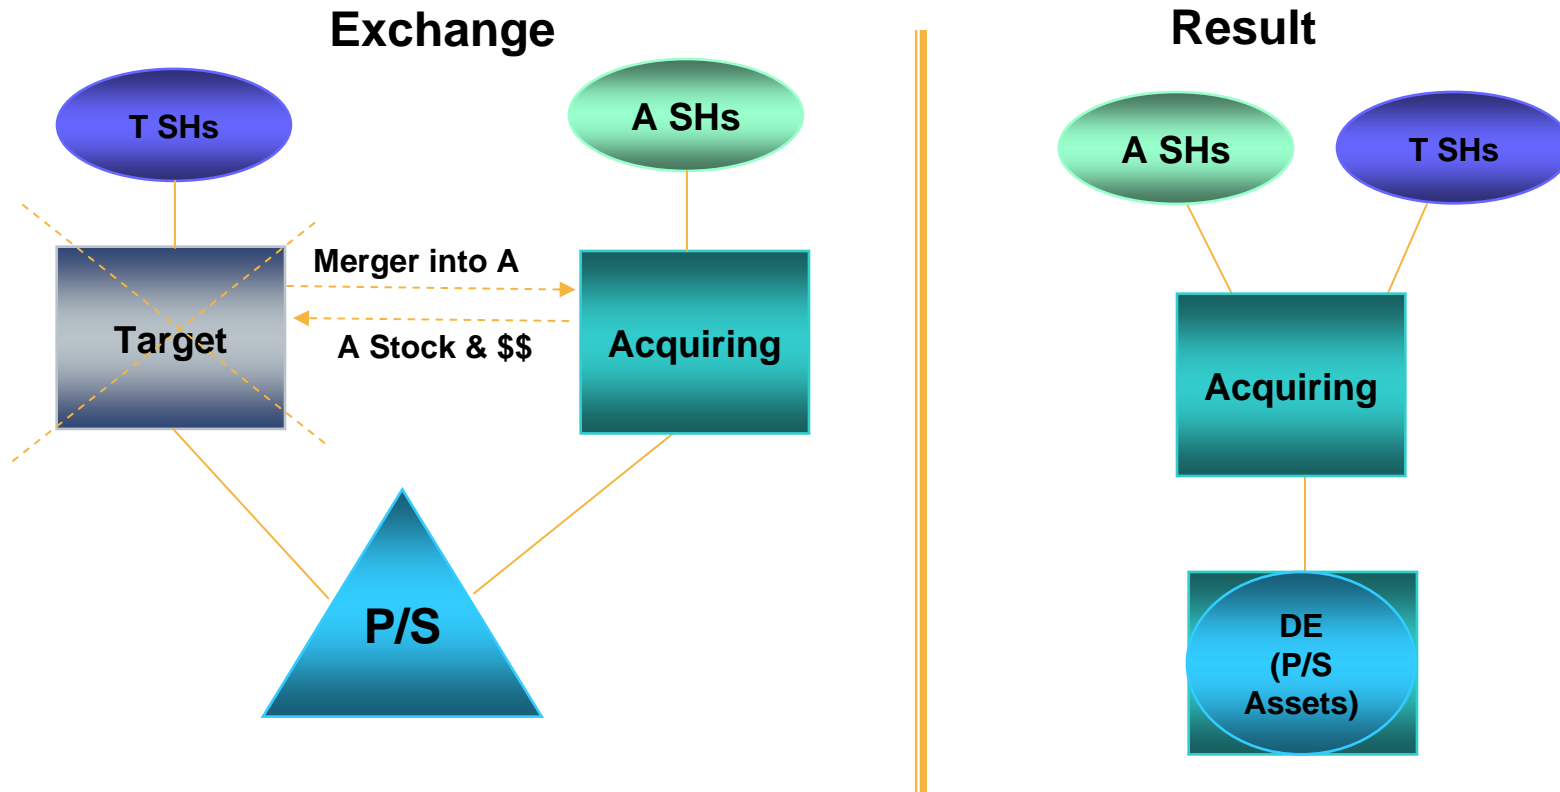 Exchange
T SHs
A SHs
Merger into A
Target
A Stock & $$
Acquiring
P/S
Result
A SHs
T SHs
Acquiring
DE
(P/S
Assets)